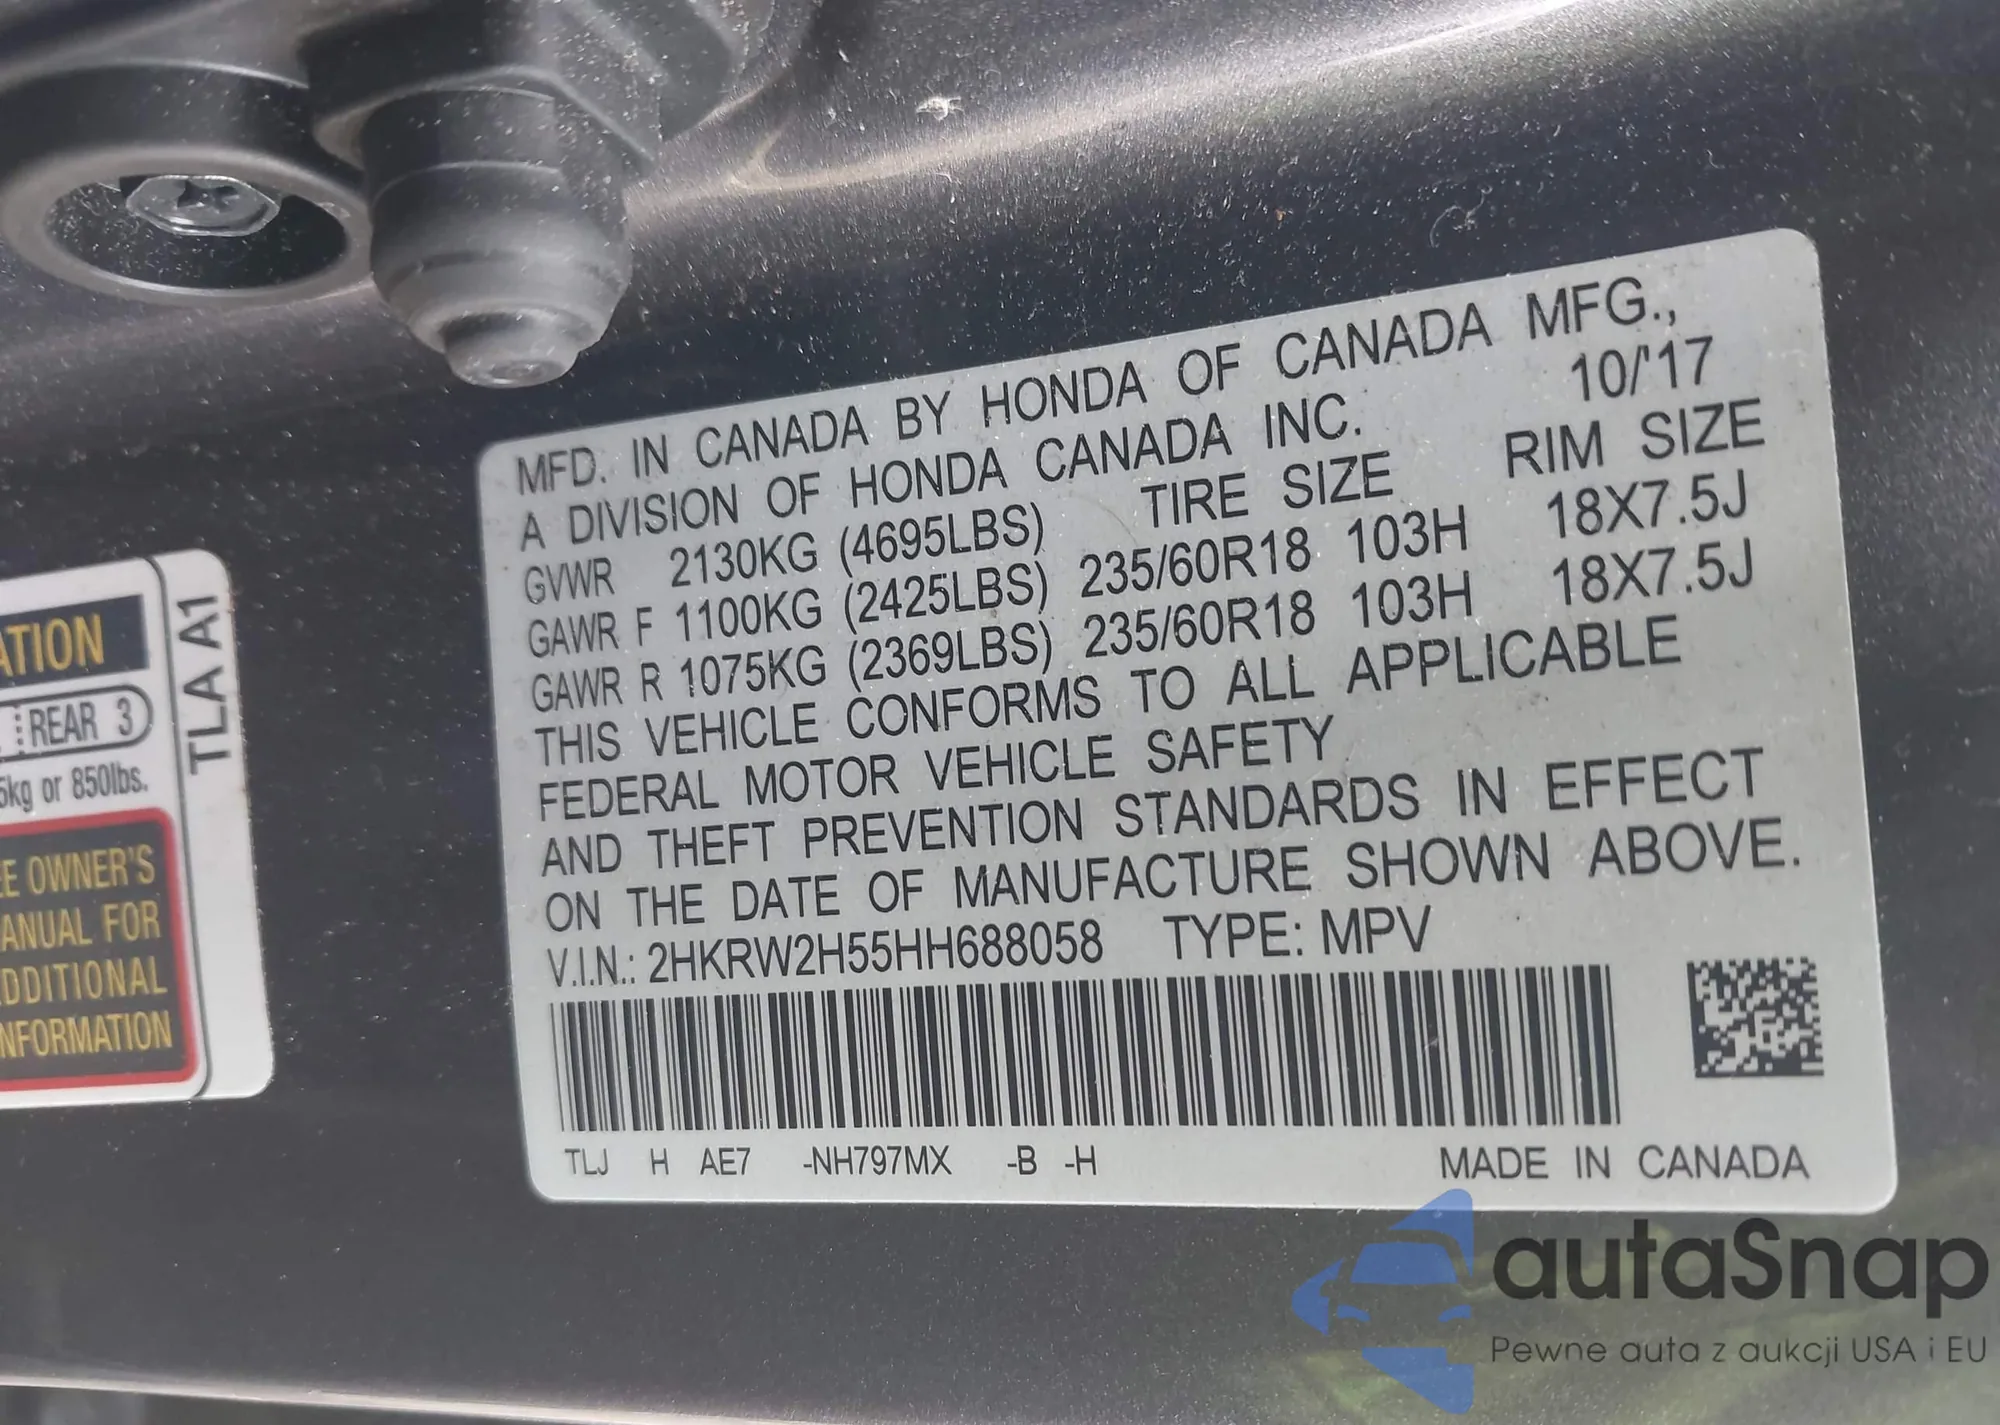 MFD. IN CANADA BY HONDA OF CANADA MFG.,
A DIVISION OF HONDA CANADA INC. 10/'17
GVWR 2130KG (4695LBS) TIRE SIZE RIM SIZE
GAWR F 1100KG (2425LBS) 235/60R18 103H 18X7.5J
GAWR R 1075KG (2369LBS) 235/60R18 103H 18X7.5J
THIS VEHICLE CONFORMS TO ALL APPLICABLE
FEDERAL MOTOR VEHICLE SAFETY
AND THEFT PREVENTION STANDARDS IN EFFECT
ON THE DATE OF MANUFACTURE SHOWN ABOVE.
V.I.N.: 2HKRW2H55HH688058 TYPE: MPV
TLJ H AE7 -NH797MX -B -H MADE IN CANADA
ATION
REAR 3
5kg or 850lbs.
EE OWNER'S
ANUAL FOR
DDITIONAL
NFORMATION
TLA A1
autaSnap
Pewne auta z aukcji USA i EU